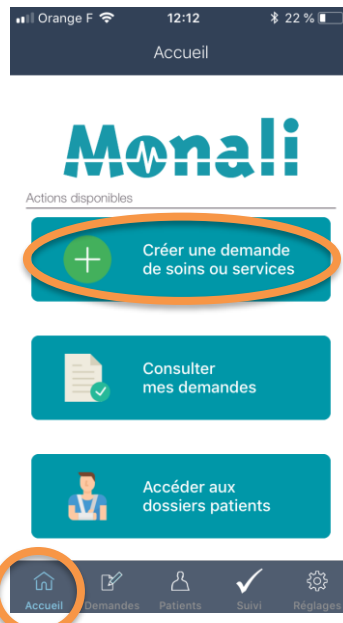 Orange F 12:12 22 %
Accueil
Monali
Actions disponibles
Créer une demande
de soins ou services
Consulter
mes demandes
Accéder aux
dossiers patients
Accueil Demandes Patients Suivi Réglages